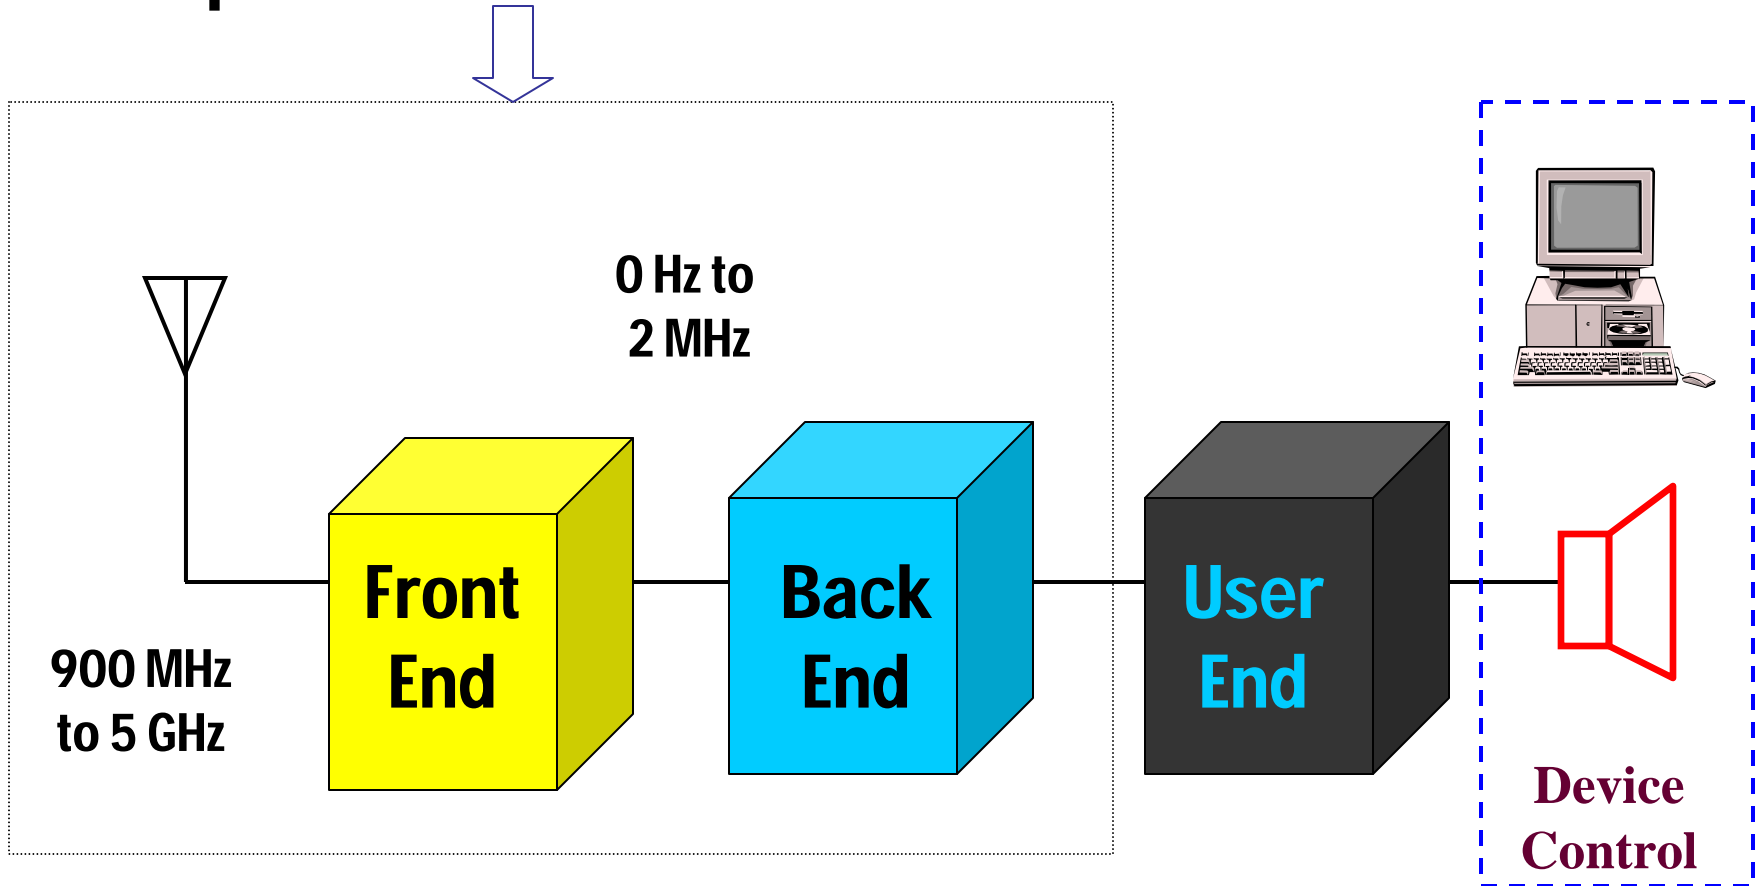 0 Hz to
2 MHz
900 MHz
to 5 GHz
Front
End
Back
End
User
End
Device
Control